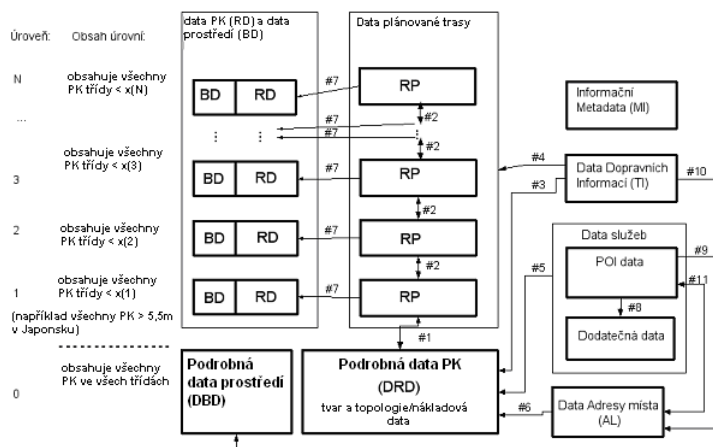 Úroveň:
Obsah úrovní:
data PK (RD) a data
prostředí (BD)
Data plánované trasy
N
obsahuje všechny
PK třídy < x(N)
BD
RD
#7
RP
Informační
Metadata (MI)
...
#7
#7
#2
#2
obsahuje všechny
PK třídy < x(3)
3
BD
RD
#7
RP
#4
#3
Data Dopravních
Informací (TI)
#10
#2
2
obsahuje všechny
PK třídy < x(2)
BD
RD
#7
RP
Data služeb
#9
POI data
#5
#2
1
obsahuje všechny
PK třídy < x(1)
(například všechny PK > 5,5m
v Japonsku)
BD
RD
#7
RP
#11
#8
Dodatečná data
#1
0
obsahuje všechny
PK ve všech třídách
Podrobná
data prostředí
(DBD)
Podrobná data PK
(DRD)
tvar a topologie/nákladová
data
#6
Data Adresy místa
(AL)